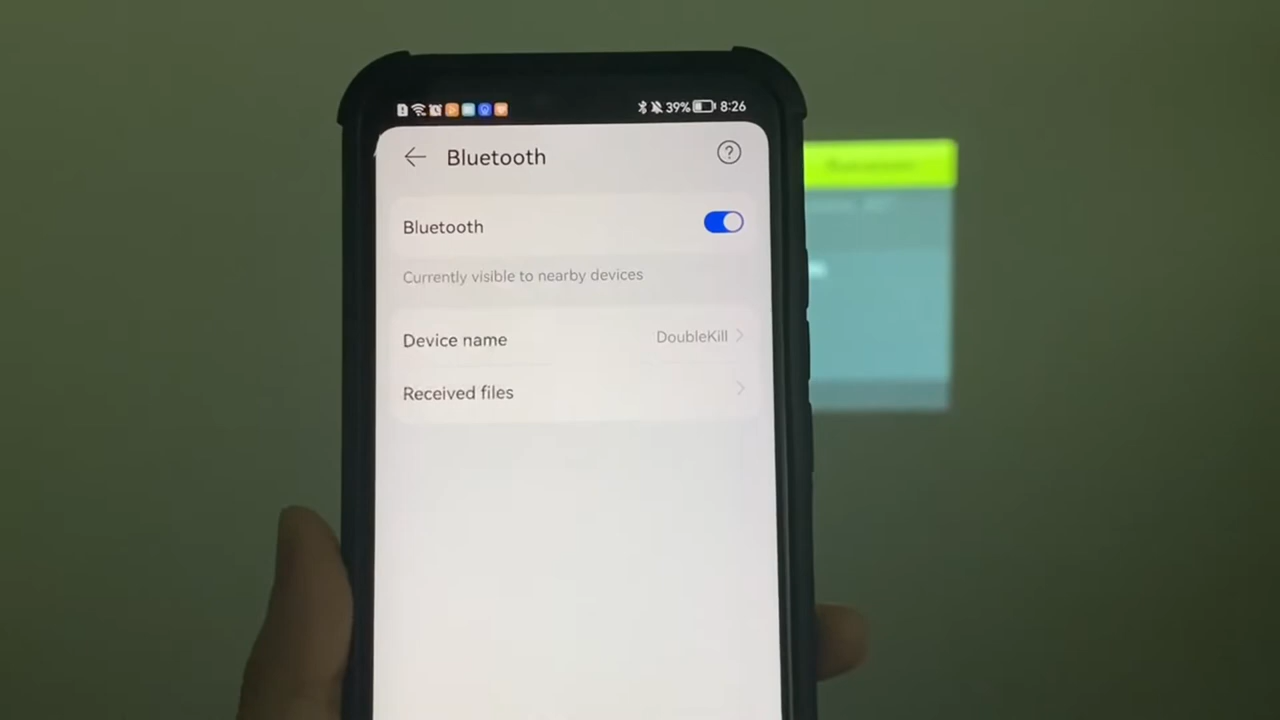 39% 8:26
Bluetooth
Bluetooth
Currently visible to nearby devices
Device name DoubleKill
Received files